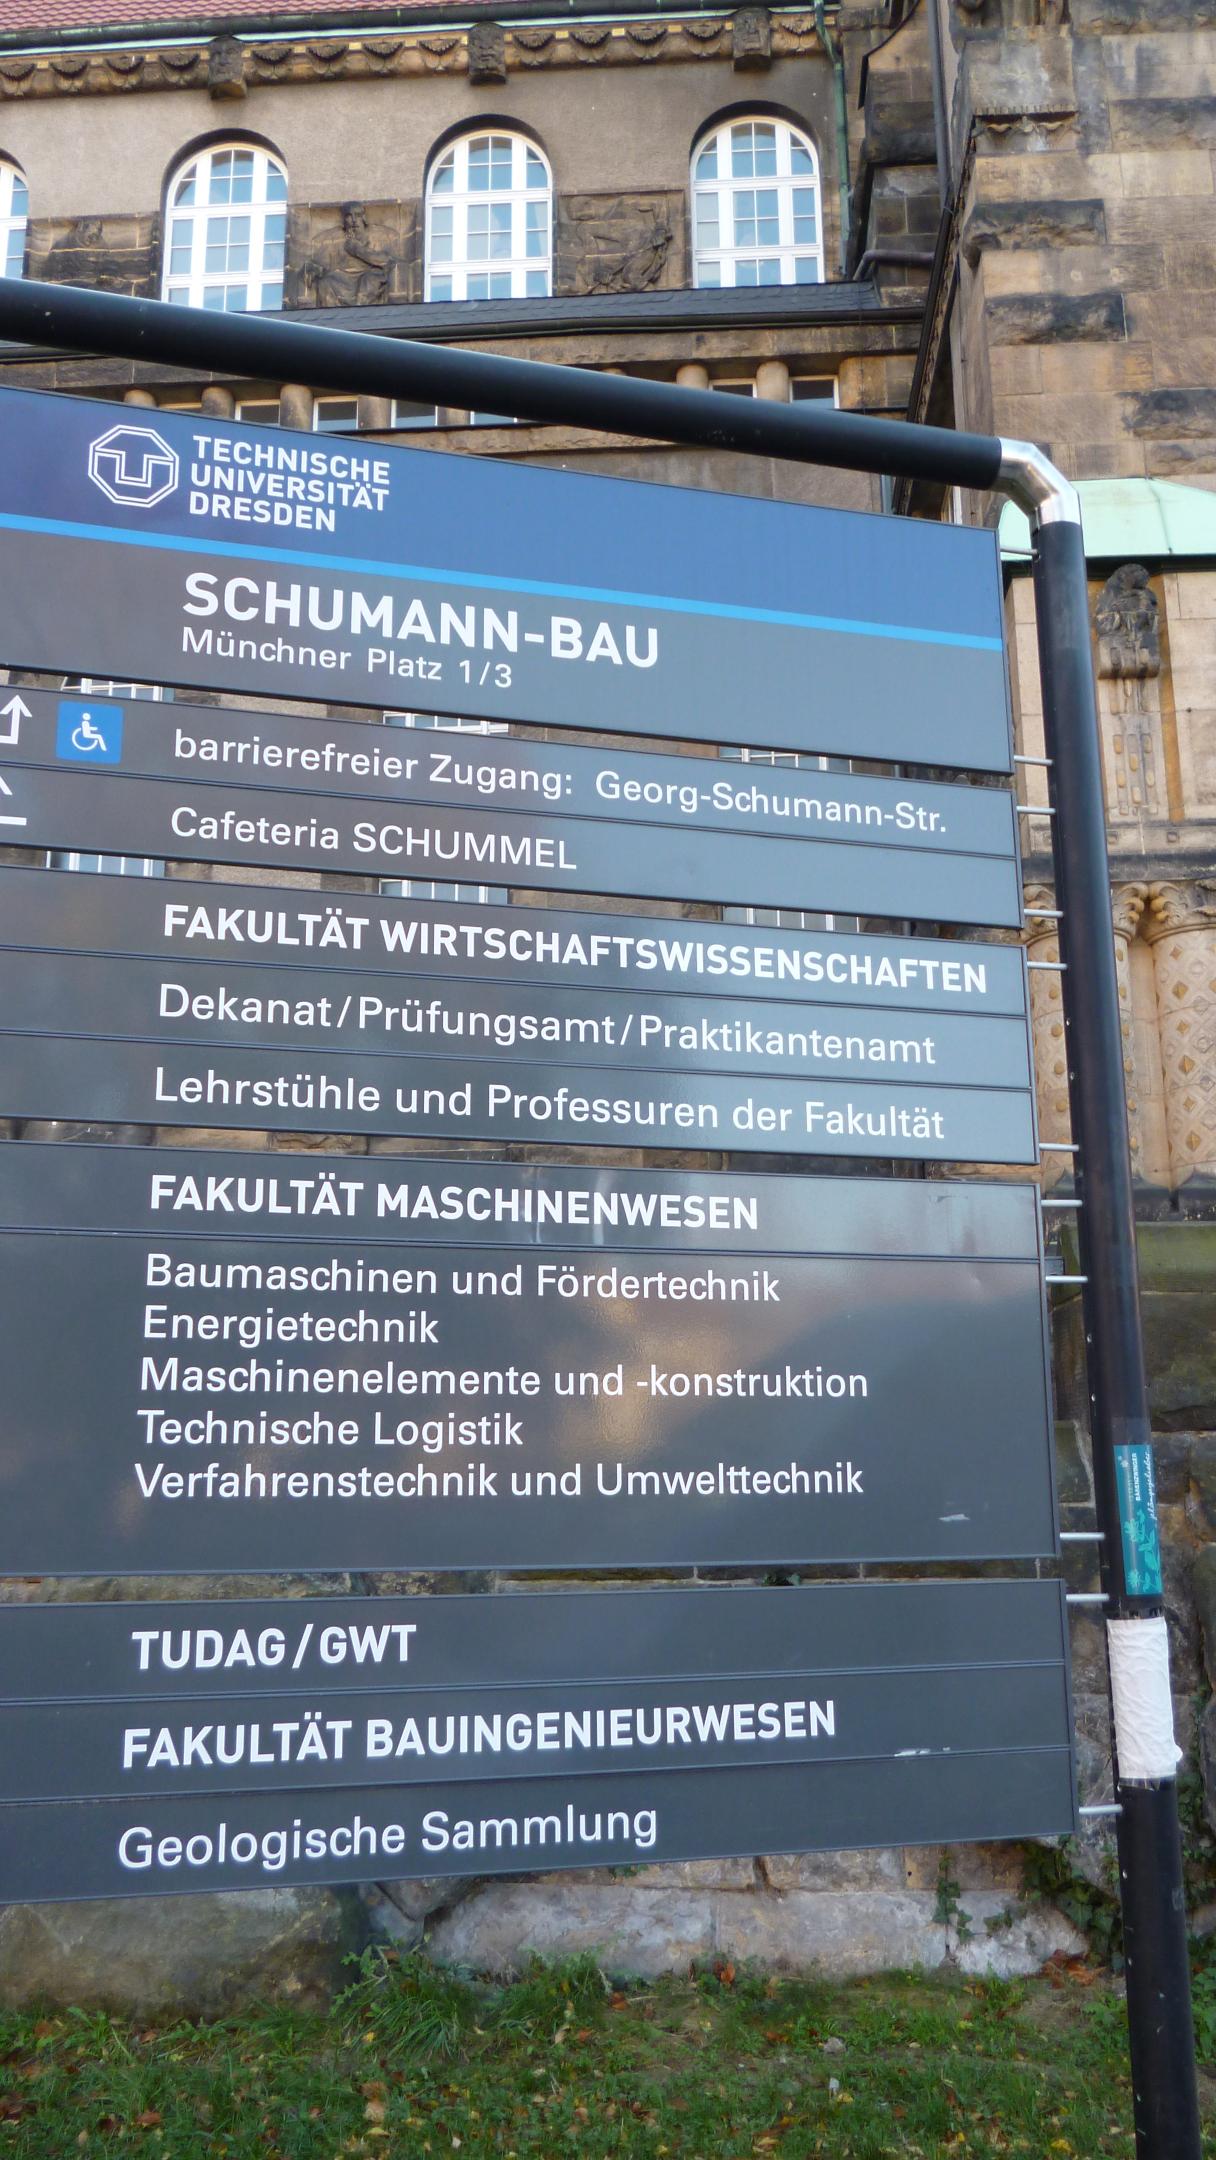 TECHNISCHE
UNIVERSITÄT
DRESDEN
SCHUMANN-BAU
Münchner Platz 1/3
barrierefreier Zugang: Georg-Schumann-Str.
Cafeteria SCHUMMEL
FAKULTÄT WIRTSCHAFTSWISSENSCHAFTEN
Dekanat/Prüfungsamt/Praktikantenamt
Lehrstühle und Professuren der Fakultät
FAKULTÄT MASCHINENWESEN
Baumaschinen und Fördertechnik
Energietechnik
Maschinenelemente und -konstruktion
Technische Logistik
Verfahrenstechnik und Umwelttechnik
TUDAG/GWT
FAKULTÄT BAUINGENIEURWESEN
Geologische Sammlung